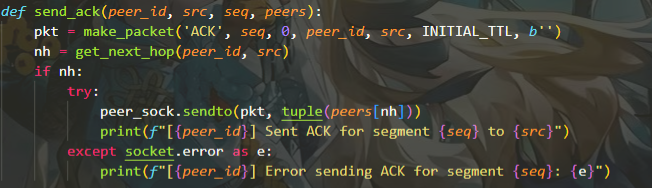 def send_ack(peer_id, src, seq, peers):
    pkt = make_packet('ACK', seq, 0, peer_id, src, INITIAL_TTL, b'')
    nh = get_next_hop(peer_id, src)
    if nh:
        try:
            peer_sock.sendto(pkt, tuple(peers[nh]))
            print(f"[{peer_id}] Sent ACK for segment {seq} to {src}")
        except socket.error as e:
            print(f"[{peer_id}] Error sending ACK for segment {seq}: {e}")